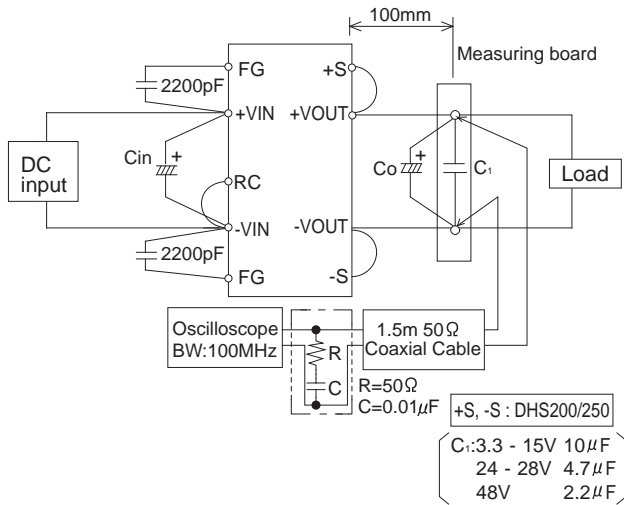 100mm
Measuring board
FG
+S
2200pF
+VIN
+VOUT
Cin
+
DC
input
RC
Co
+
C₁
Load
-VIN
-VOUT
2200pF
FG
-S
Oscilloscope
BW:100MHz
R
C
1.5m 50Ω
Coaxial Cable
R=50Ω
C=0.01μF
+S, -S : DHS200/250
C₁:3.3 - 15V 10μF
24 - 28V 4.7μF
48V 2.2μF